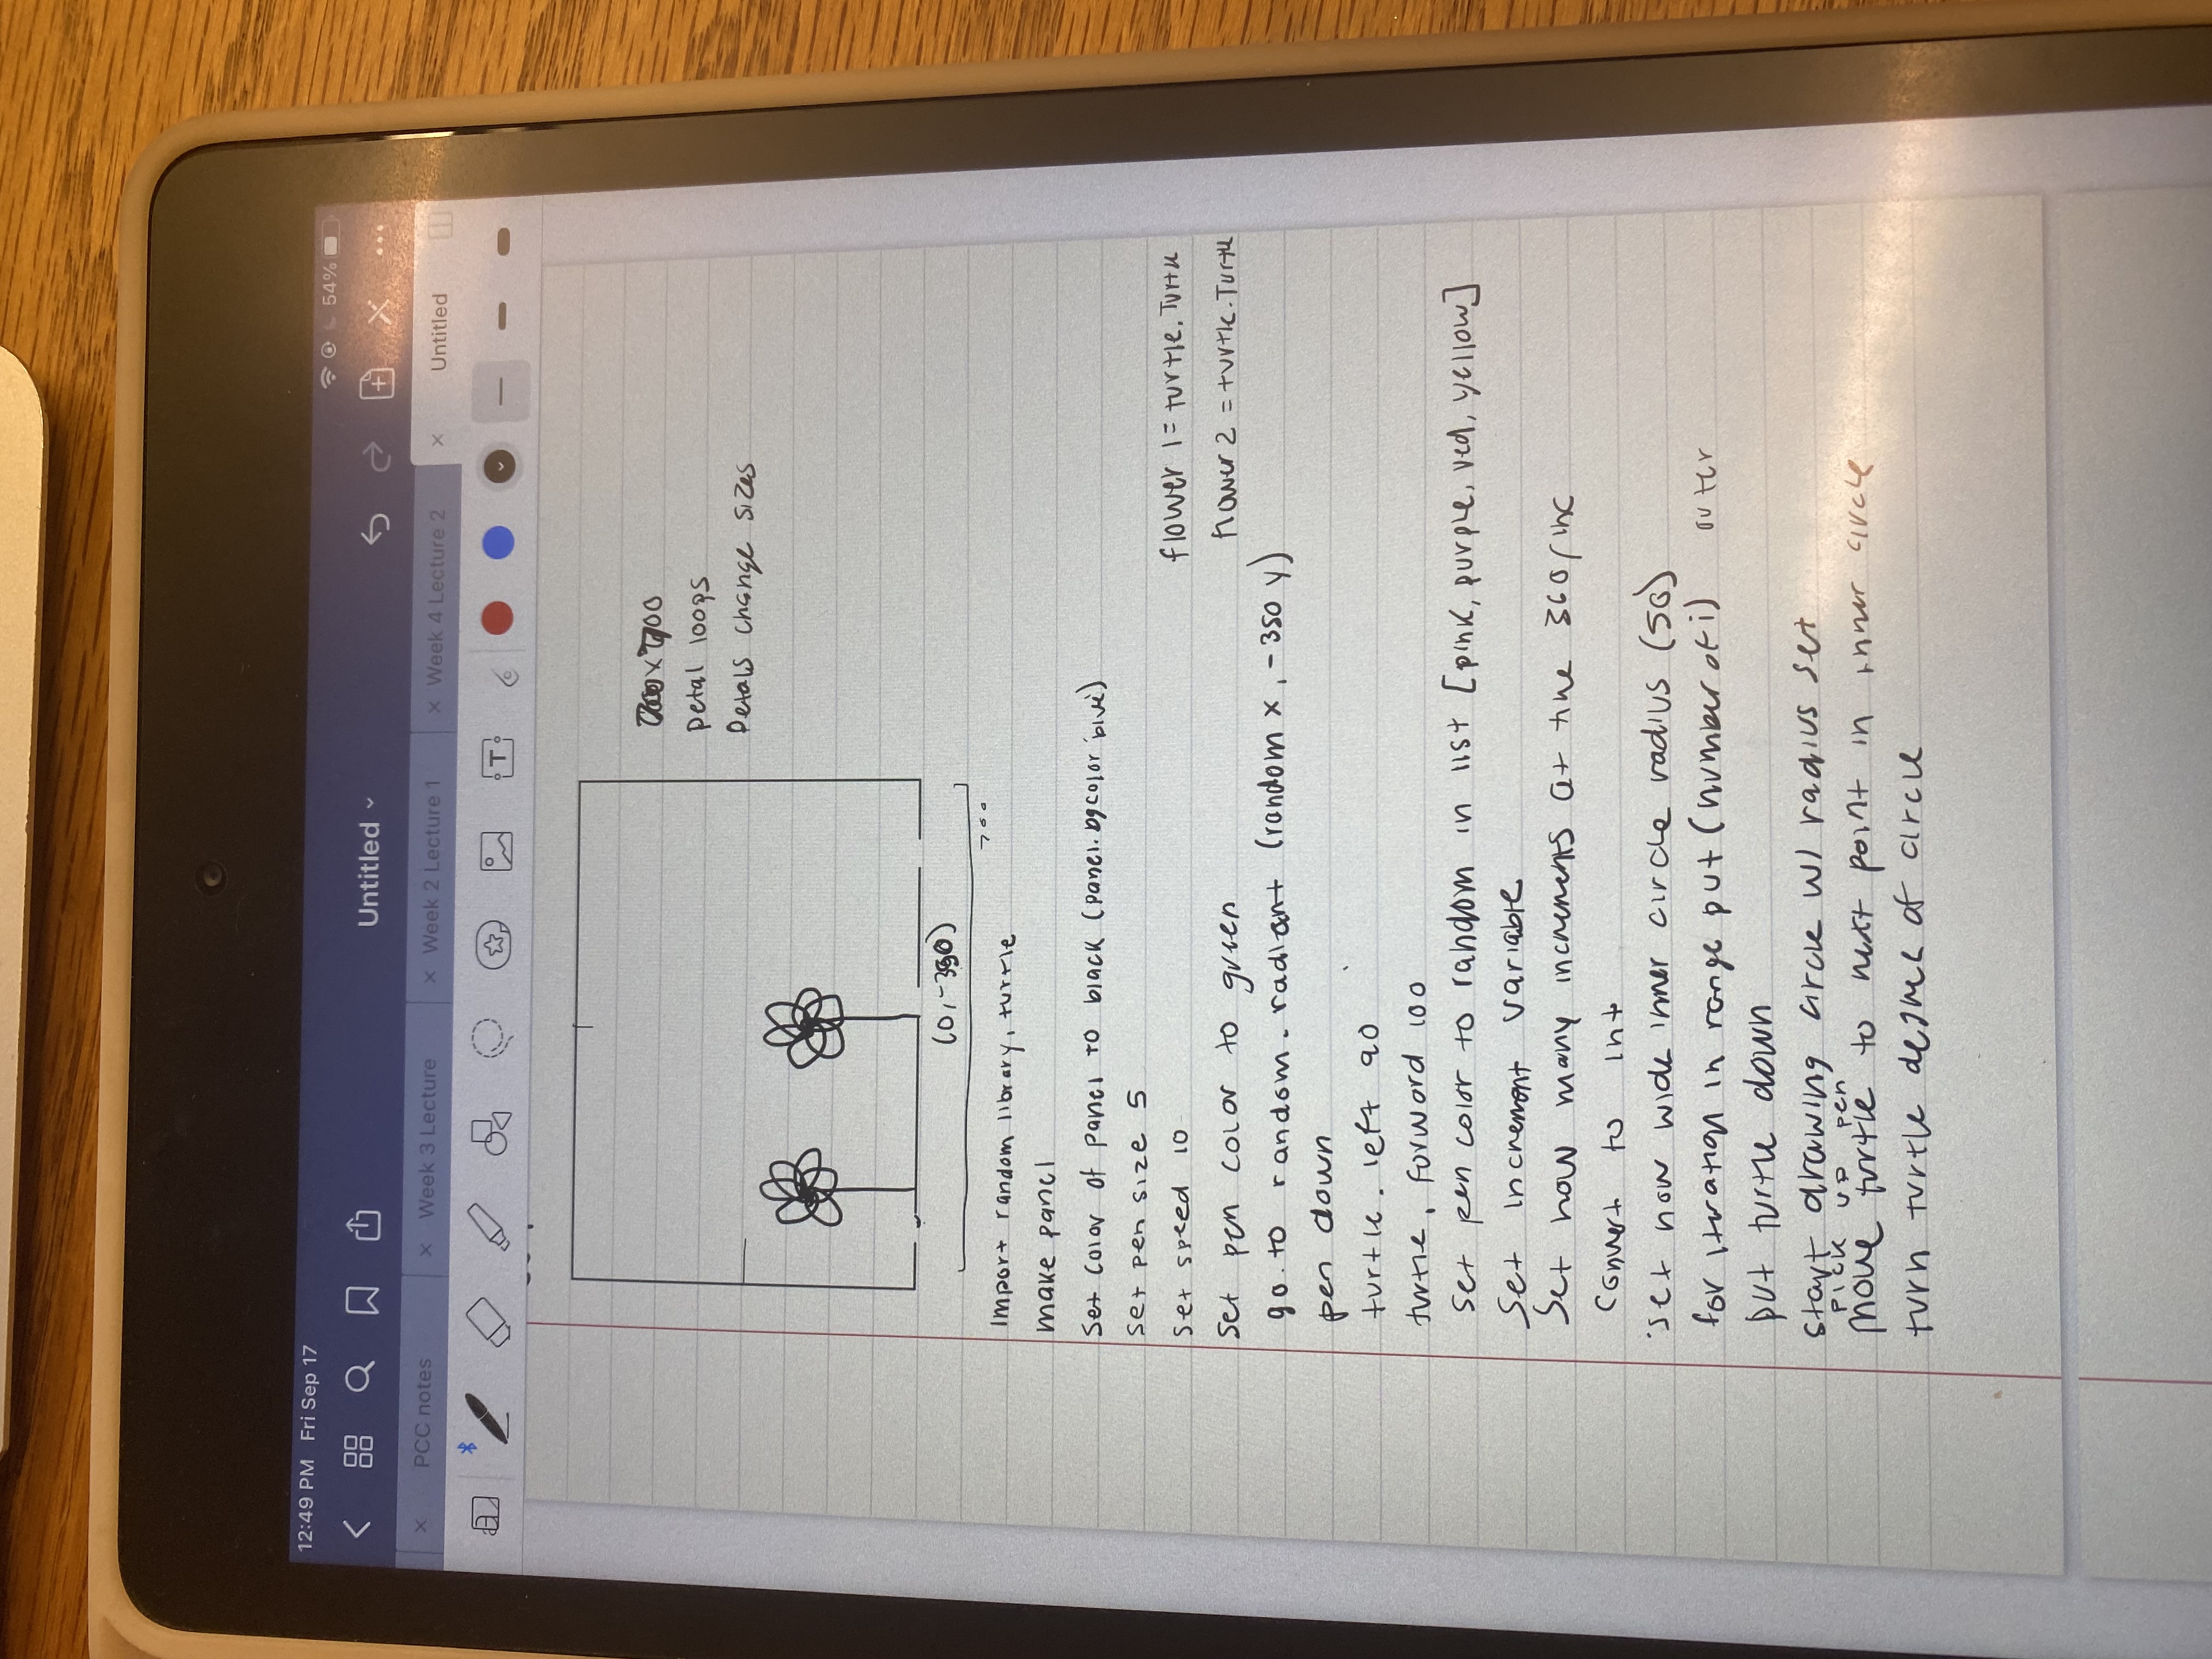 12:49 PM Fri Sep 17
54%
Untitled
PCC notes
Week 3 Lecture
Week 2 Lecture 1
Week 4 Lecture 2
Untitled
T
x 700
petal loops
Petals change sizes
(0,-350)
700
Import random library, turtle
make panel
set color of panel to black (panel.bgcolor 'blue')
set pen size 5
set speed 10
flower 1 = turtle.Turtle
set pen color to green
flower 2 = turtle.Turtle
go.to random.radiant (random x, -350 y)
pen down
turtle.left 90
turtle.forward 100
set pen color to random in list [pink, purple, red, yellow]
Set increment variable
Set how many increments at the 360/inc
Convert to int
set how wide inner circle radius (50)
for iteration in range put (number of i) outer
put turtle down
start drawing circle w/ radius set
pick up pen
move turtle to next point in inner circle
turn turtle degree of circle